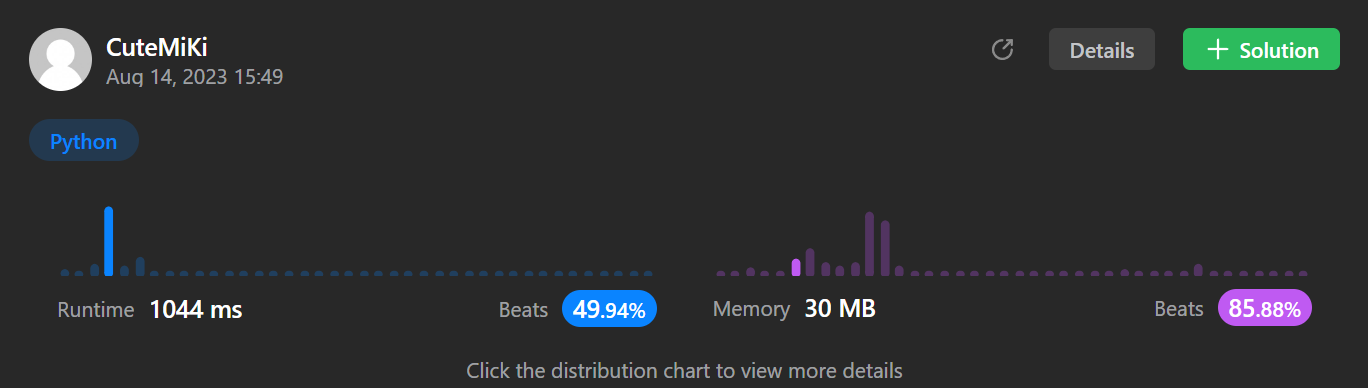 CuteMiKi
Aug 14, 2023 15:49
Details
+ Solution
Python
Runtime 1044 ms
Beats 49.94%
Memory 30 MB
Beats 85.88%
Click the distribution chart to view more details